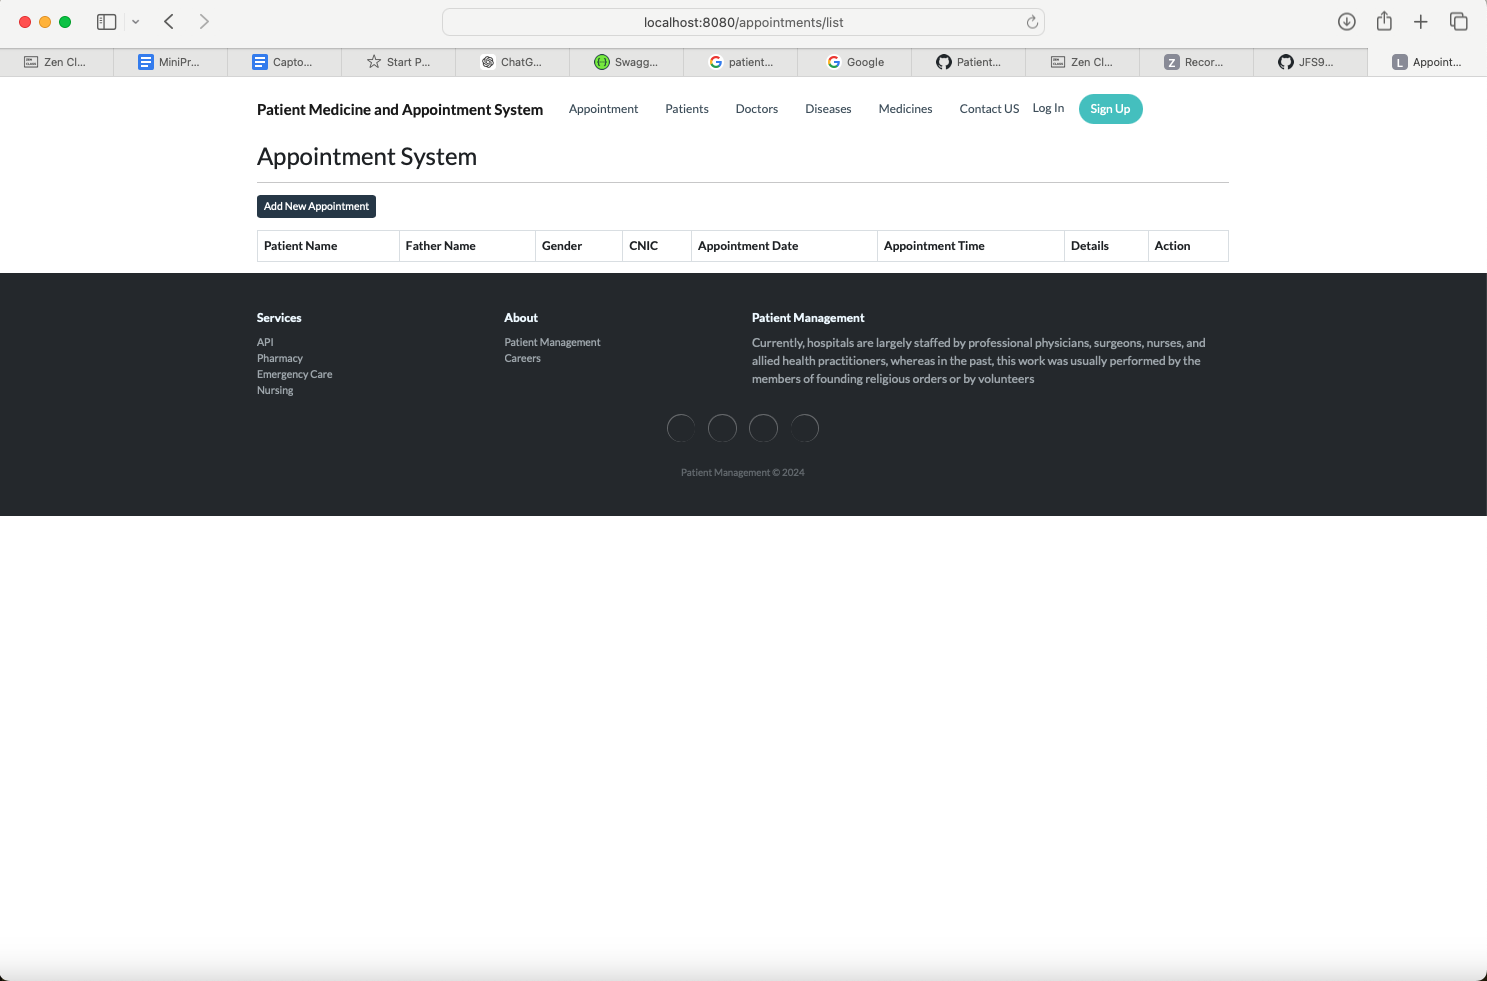 localhost:8080/appointments/list
Zen Cl... MiniPr... Capto... Start P... ChatG... Swagg... patient... Google Patient... Zen Cl... Recor... JFS9... Appoint...
Patient Medicine and Appointment System Appointment Patients Doctors Diseases Medicines Contact US Log In Sign Up
Appointment System
Add New Appointment
Patient Name Father Name Gender CNIC Appointment Date Appointment Time Details Action
Services
API
Pharmacy
Emergency Care
Nursing
About
Patient Management
Careers
Patient Management
Currently, hospitals are largely staffed by professional physicians, surgeons, nurses, and
allied health practitioners, whereas in the past, this work was usually performed by the
members of founding religious orders or by volunteers
Patient Management © 2024